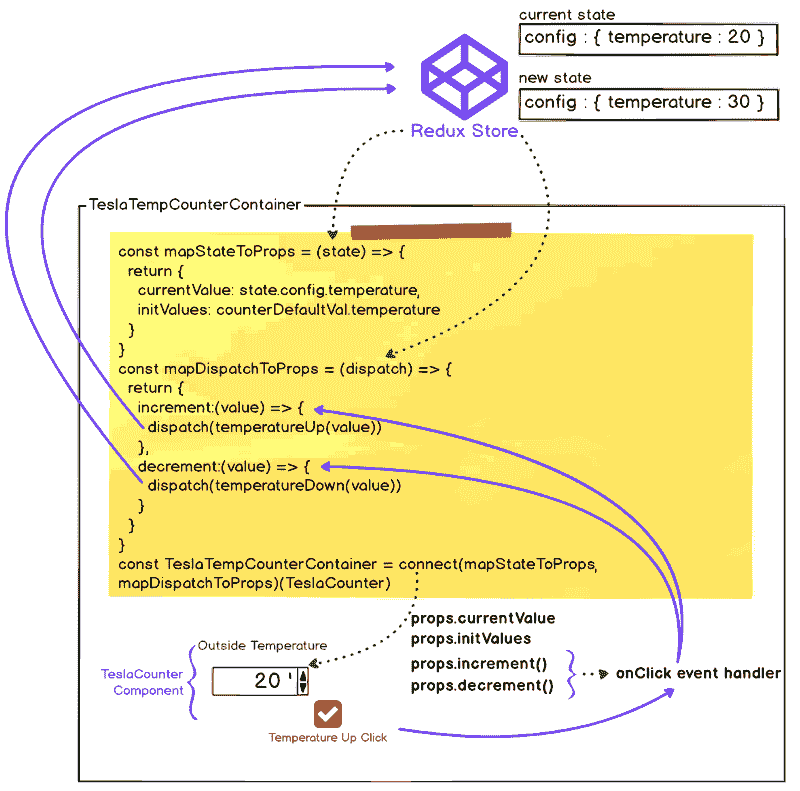 current state
config : { temperature : 20 }
new state
config : { temperature : 30 }
Redux Store
TeslaTempCounterContainer
const mapStateToProps = (state) => {
return {
currentValue: state.config.temperature,
initValues: counterDefaultVal.temperature
}
}
const mapDispatchToProps = (dispatch) => {
return {
increment:(value) => {
dispatch(temperatureUp(value))
},
decrement:(value) => {
dispatch(temperatureDown(value))
}
}
}
const TeslaTempCounterContainer = connect(mapStateToProps,
mapDispatchToProps)(TeslaCounter)
props.currentValue
props.initValues
props.increment()
props.decrement()
onClick event handler
Outside Temperature
TeslaCounter
Component
20 '
Temperature Up Click